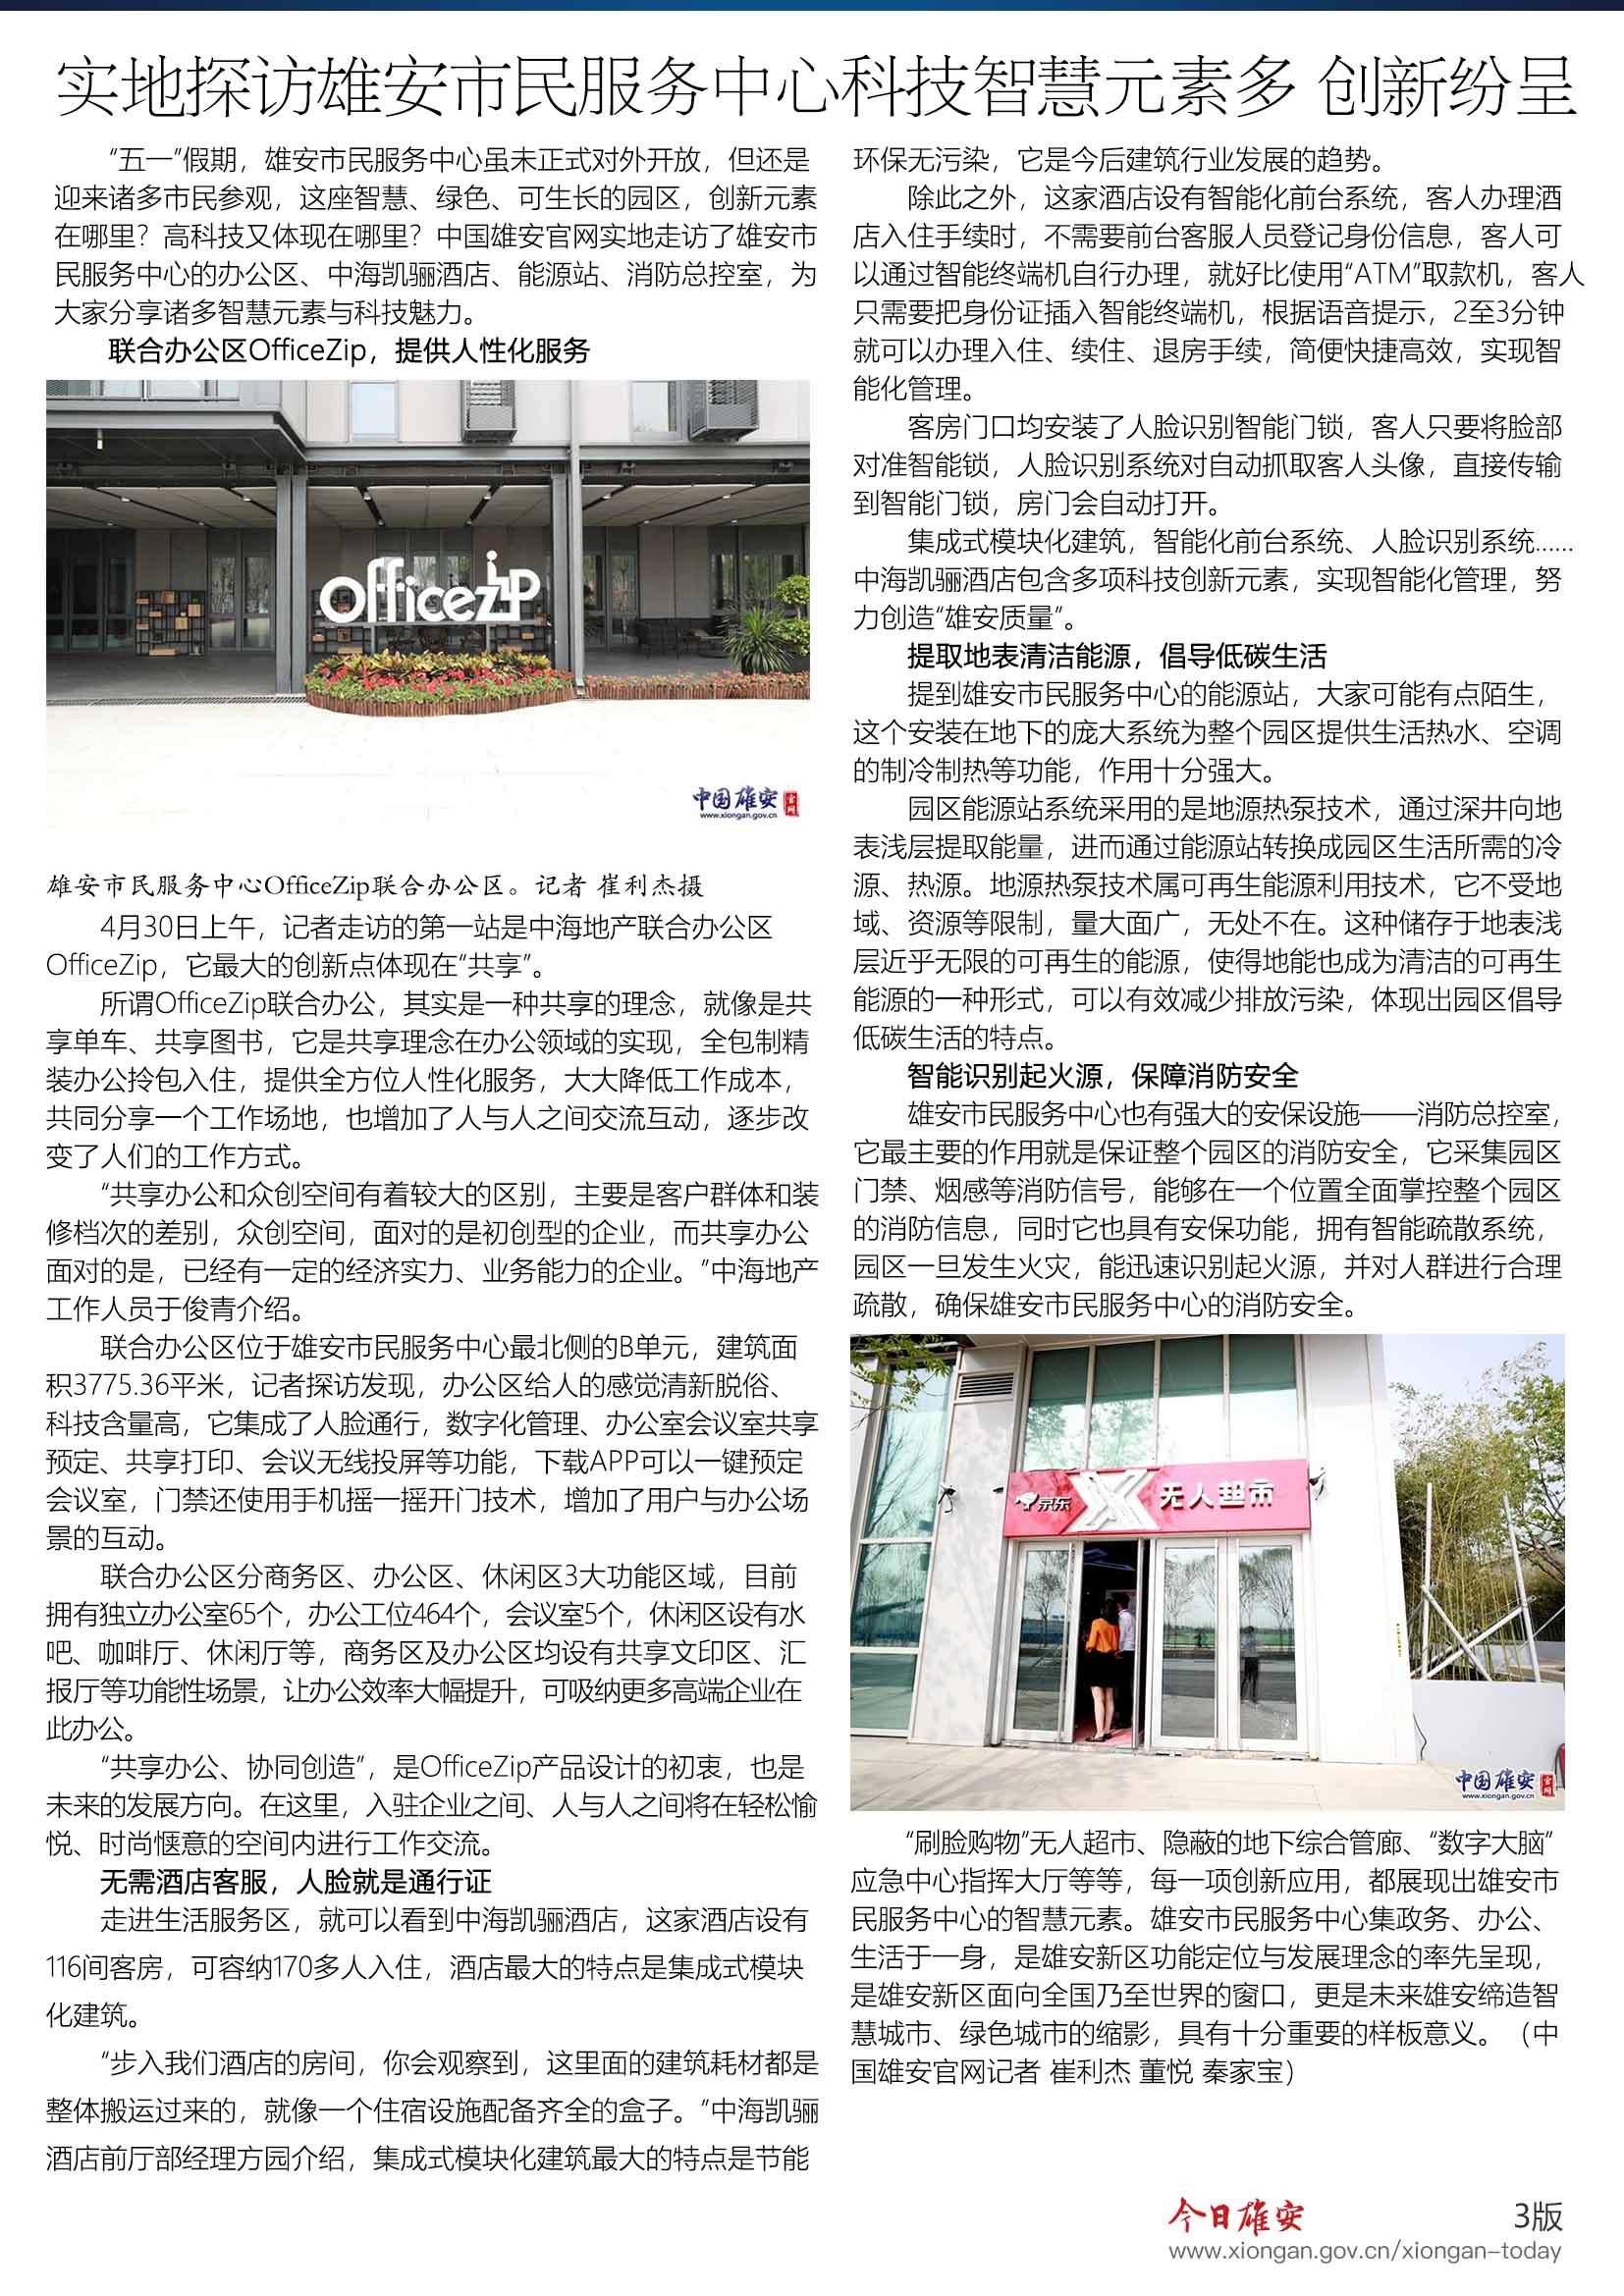 实地探访雄安市民服务中心科技智慧元素多 创新纷呈
“五一”假期，雄安市民服务中心虽未正式对外开放，但还是
迎来诸多市民参观，这座智慧、绿色、可生长的园区，创新元素
在哪里？高科技又体现在哪里？中国雄安官网实地走访了雄安市
民服务中心的办公区、中海凯骊酒店、能源站、消防总控室，为
大家分享诸多智慧元素与科技魅力。
联合办公区OfficeZip，提供人性化服务
officezip
中国雄安
官网
www.xiongan.gov.cn
雄安市民服务中心OfficeZip联合办公区。记者 崔利杰摄
4月30日上午，记者走访的第一站是中海地产联合办公区
OfficeZip，它最大的创新点体现在“共享”。
所谓OfficeZip联合办公，其实是一种共享的理念，就像是共
享单车、共享图书，它是共享理念在办公领域的实现，全包制精
装办公拎包入住，提供全方位人性化服务，大大降低工作成本，
共同分享一个工作场地，也增加了人与人之间交流互动，逐步改
变了人们的工作方式。
“共享办公和众创空间有着较大的区别，主要是客户群体和装
修档次的差别，众创空间，面对的是初创型的企业，而共享办公
面对的是，已经有一定的经济实力、业务能力的企业。”中海地产
工作人员于俊青介绍。
联合办公区位于雄安市民服务中心最北侧的B单元，建筑面
积3775.36平米，记者探访发现，办公区给人的感觉清新脱俗、
科技含量高，它集成了人脸通行，数字化管理、办公室会议室共享
预定、共享打印、会议无线投屏等功能，下载APP可以一键预定
会议室，门禁还使用手机摇一摇开门技术，增加了用户与办公场
景的互动。
联合办公区分商务区、办公区、休闲区3大功能区域，目前
拥有独立办公室65个，办公工位464个，会议室5个，休闲区设有水
吧、咖啡厅、休闲厅等，商务区及办公区均设有共享文印区、汇
报厅等功能性场景，让办公效率大幅提升，可吸纳更多高端企业在
此办公。
“共享办公、协同创造”，是OfficeZip产品设计的初衷，也是
未来的发展方向。在这里，入驻企业之间、人与人之间将在轻松愉
悦、时尚惬意的空间内进行工作交流。
无需酒店客服，人脸就是通行证
走进生活服务区，就可以看到中海凯骊酒店，这家酒店设有
116间客房，可容纳170多人入住，酒店最大的特点是集成式模块
化建筑。
“步入我们酒店的房间，你会观察到，这里面的建筑耗材都是
整体搬运过来的，就像一个住宿设施配备齐全的盒子。”中海凯骊
酒店前厅部经理方园介绍，集成式模块化建筑最大的特点是节能
环保无污染，它是今后建筑行业发展的趋势。
除此之外，这家酒店设有智能化前台系统，客人办理酒
店入住手续时，不需要前台客服人员登记身份信息，客人可
以通过智能终端机自行办理，就好比使用“ATM”取款机，客人
只需要把身份证插入智能终端机，根据语音提示，2至3分钟
就可以办理入住、续住、退房手续，简便快捷高效，实现智
能化管理。
客房门口均安装了人脸识别智能门锁，客人只要将脸部
对准智能锁，人脸识别系统对自动抓取客人头像，直接传输
到智能门锁，房门会自动打开。
集成式模块化建筑，智能化前台系统、人脸识别系统......
中海凯骊酒店包含多项科技创新元素，实现智能化管理，努
力创造“雄安质量”。
提取地表清洁能源，倡导低碳生活
提到雄安市民服务中心的能源站，大家可能有点陌生，
这个安装在地下的庞大系统为整个园区提供生活热水、空调
的制冷制热等功能，作用十分强大。
园区能源站系统采用的是地源热泵技术，通过深井向地
表浅层提取能量，进而通过能源站转换成园区生活所需的冷
源、热源。地源热泵技术属可再生能源利用技术，它不受地
域、资源等限制，量大面广，无处不在。这种储存于地表浅
层近乎无限的可再生的能源，使得地能也成为清洁的可再生
能源的一种形式，可以有效减少排放污染，体现出园区倡导
低碳生活的特点。
智能识别起火源，保障消防安全
雄安市民服务中心也有强大的安保设施——消防总控室，
它最主要的作用就是保证整个园区的消防安全，它采集园区
门禁、烟感等消防信号，能够在一个位置全面掌控整个园区
的消防信息，同时它也具有安保功能，拥有智能疏散系统，
园区一旦发生火灾，能迅速识别起火源，并对人群进行合理
疏散，确保雄安市民服务中心的消防安全。
京东 X 无人超市
中国雄安
官网
www.xiongan.gov.cn
“刷脸购物”无人超市、隐蔽的地下综合管廊、“数字大脑”
应急中心指挥大厅等等，每一项创新应用，都展现出雄安市
民服务中心的智慧元素。雄安市民服务中心集政务、办公、
生活于一身，是雄安新区功能定位与发展理念的率先呈现，
是雄安新区面向全国乃至世界的窗口，更是未来雄安缔造智
慧城市、绿色城市的缩影，具有十分重要的样板意义。（中
国雄安官网记者 崔利杰 董悦 秦家宝）
今日雄安
3版
www.xiongan.gov.cn/xiongan-today